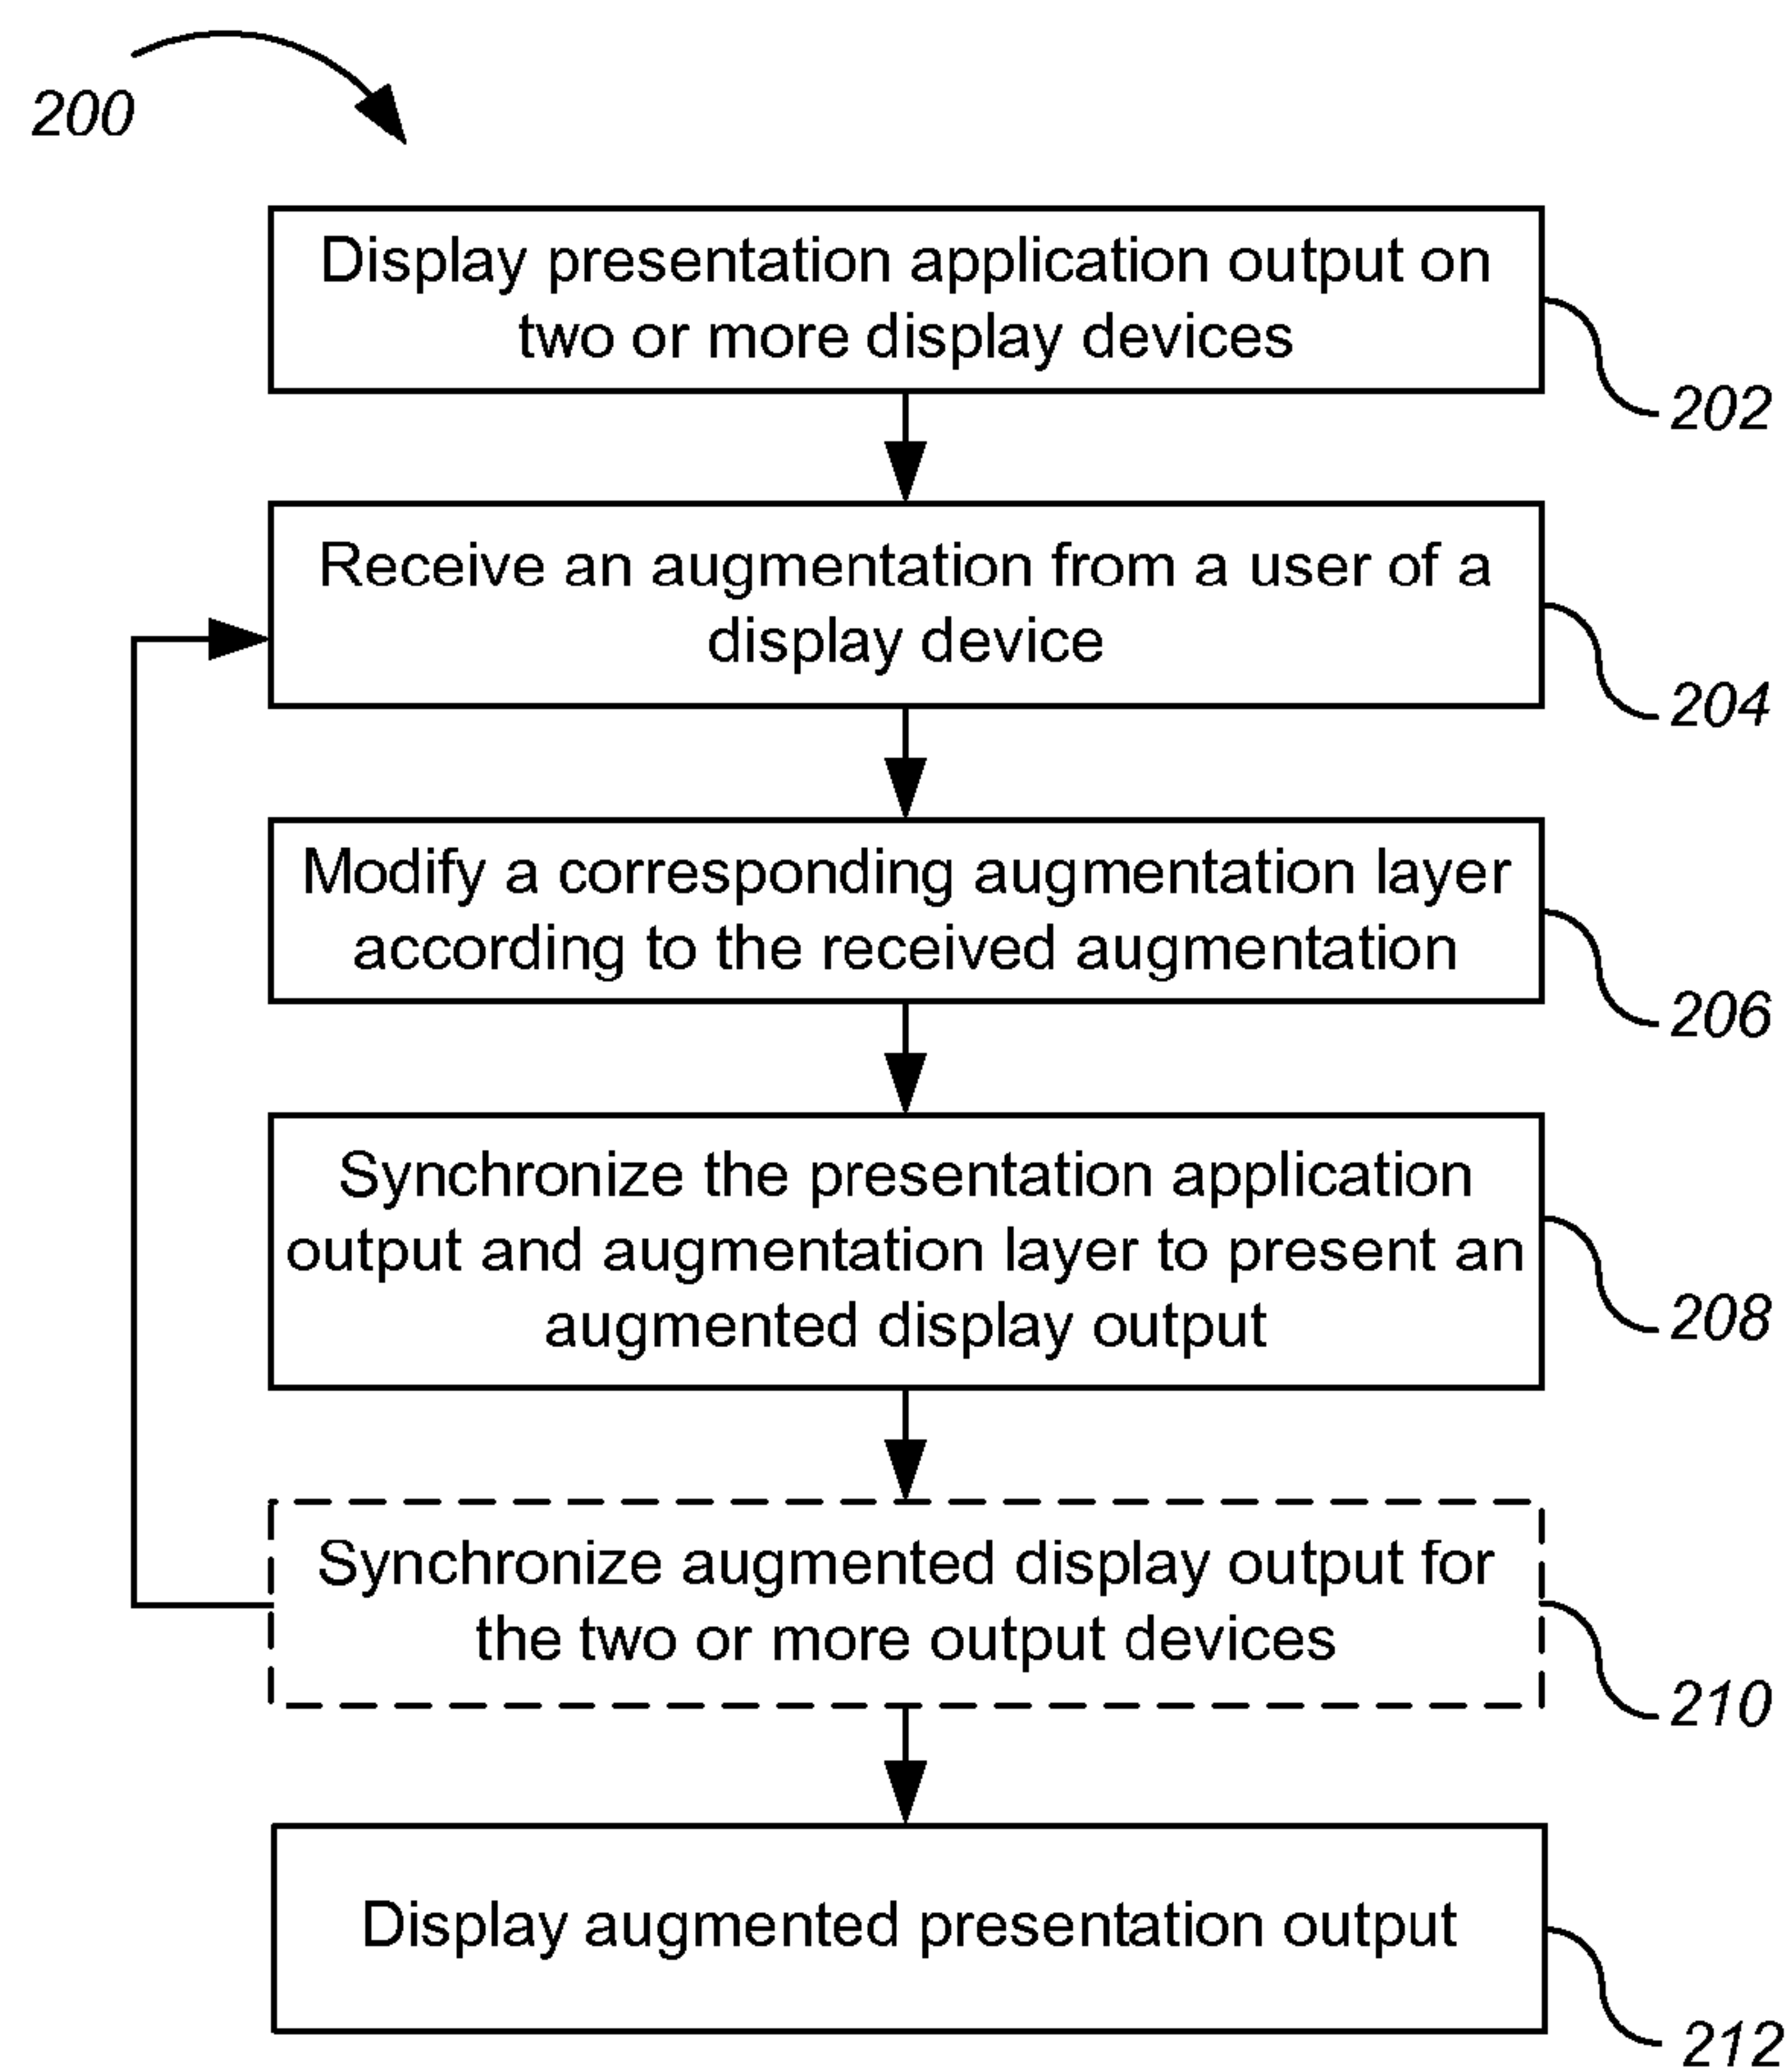 200
Display presentation application output on
two or more display devices
202
Receive an augmentation from a user of a
display device
204
Modify a corresponding augmentation layer
according to the received augmentation
206
Synchronize the presentation application
output and augmentation layer to present an
augmented display output
208
Synchronize augmented display output for
the two or more output devices
210
Display augmented presentation output
212